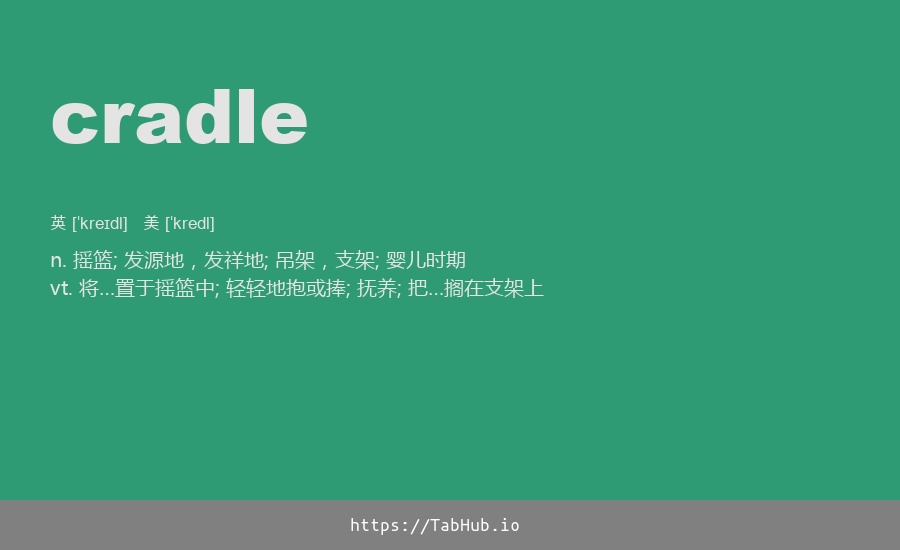 cradle
英 [ˈkreɪdl] 美 [ˈkredl]
n. 摇篮; 发源地，发祥地; 吊架，支架; 婴儿时期
vt. 将...置于摇篮中; 轻轻地抱或捧; 抚养; 把...搁在支架上
https://TabHub.io